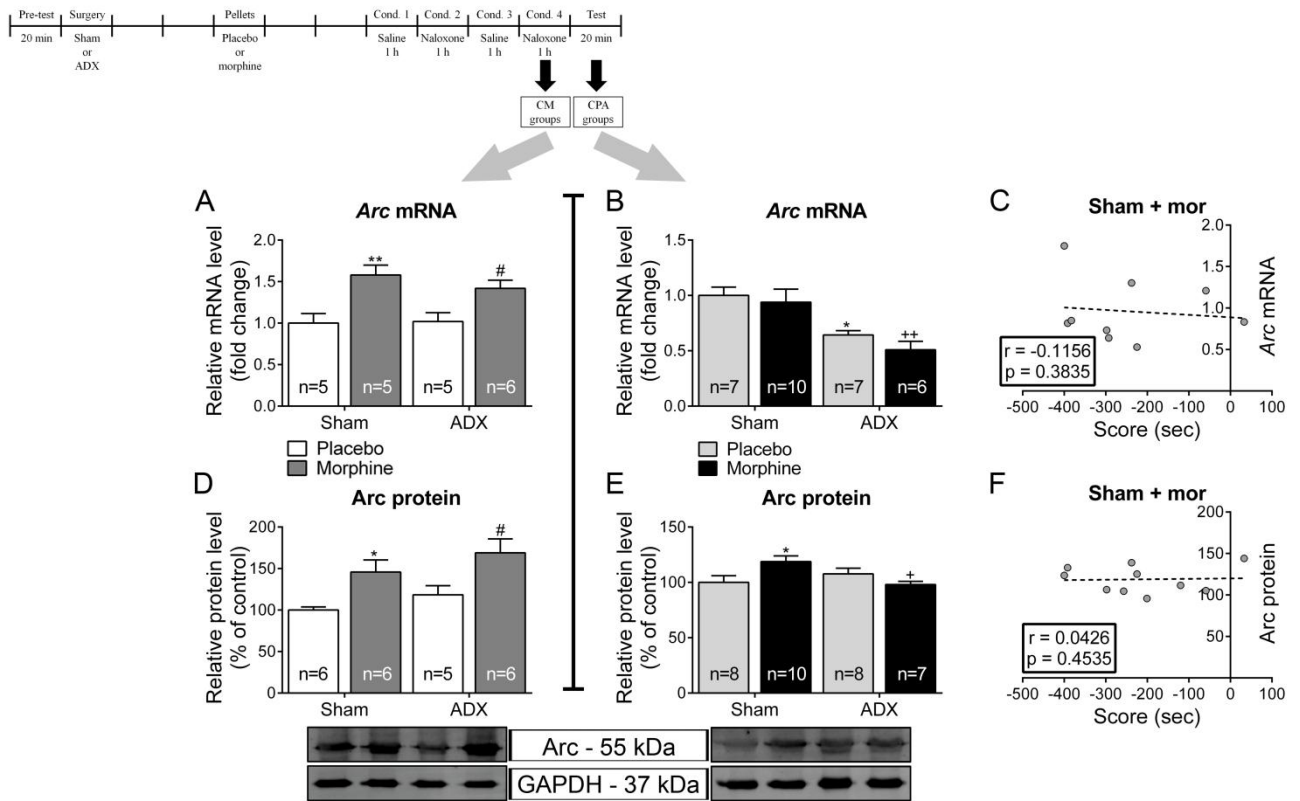 Pre-test Surgery Pellets Cond. 1 Cond. 2 Cond. 3 Cond. 4 Test
20 min Sham Placebo Saline Naloxone Saline Naloxone 20 min
or or 1 h 1 h 1 h 1 h
ADX morphine
CM CPA
groups groups
A
Arc mRNA
Relative mRNA level
(fold change)
2.0
1.5
1.0
0.5
0.0
**
#
n=5 n=5 n=5 n=6
Sham ADX
Placebo
Morphine
B
Arc mRNA
Relative mRNA level
(fold change)
1.5
1.0
0.5
0.0
*
++
n=7 n=10 n=7 n=6
Sham ADX
Placebo
Morphine
C
Sham + mor
2.0
1.5
1.0
0.5
Arc mRNA
r = -0.1156
p = 0.3835
-500 -400 -300 -200 -100 0 100
Score (sec)
D
Arc protein
Relative protein level
(% of control)
200
150
100
50
0
*
#
n=6 n=6 n=5 n=6
Sham ADX
E
Arc protein
Relative protein level
(% of control)
150
100
50
0
*
+
n=8 n=10 n=8 n=7
Sham ADX
F
Sham + mor
200
150
100
50
Arc protein
r = 0.0426
p = 0.4535
-500 -400 -300 -200 -100 0 100
Score (sec)
Arc - 55 kDa
GAPDH - 37 kDa